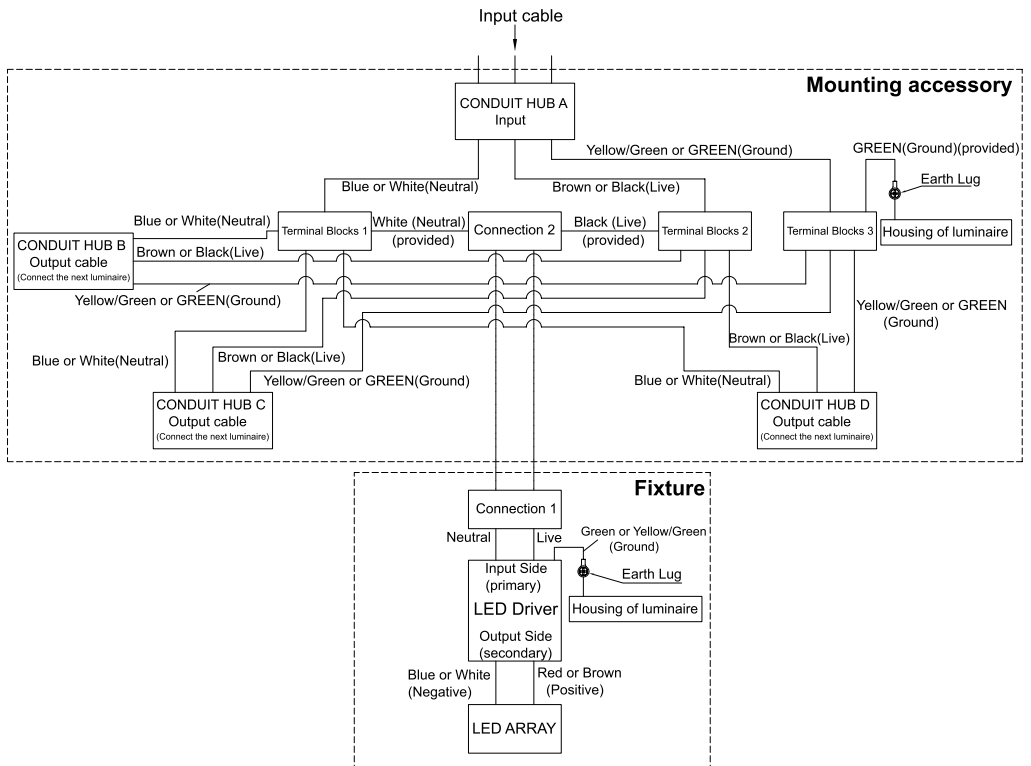 Input cable
Mounting accessory
CONDUIT HUB A
Input
Yellow/Green or GREEN(Ground)
GREEN(Ground)(provided)
Blue or White(Neutral)
Brown or Black(Live)
Earth Lug
Blue or White(Neutral)
Terminal Blocks 1
White (Neutral)
(provided)
Connection 2
Black (Live)
(provided)
Terminal Blocks 2
Terminal Blocks 3
Housing of luminaire
CONDUIT HUB B
Output cable
(Connect the next luminaire)
Brown or Black(Live)
Yellow/Green or GREEN(Ground)
Yellow/Green or GREEN
(Ground)
Blue or White(Neutral)
Brown or Black(Live)
Yellow/Green or GREEN(Ground)
Brown or Black(Live)
Blue or White(Neutral)
CONDUIT HUB C
Output cable
(Connect the next luminaire)
CONDUIT HUB D
Output cable
(Connect the next luminaire)
Fixture
Connection 1
Neutral
Live
Green or Yellow/Green
(Ground)
Earth Lug
Housing of luminaire
Input Side
(primary)
LED Driver
Output Side
(secondary)
Blue or White
(Negative)
Red or Brown
(Positive)
LED ARRAY